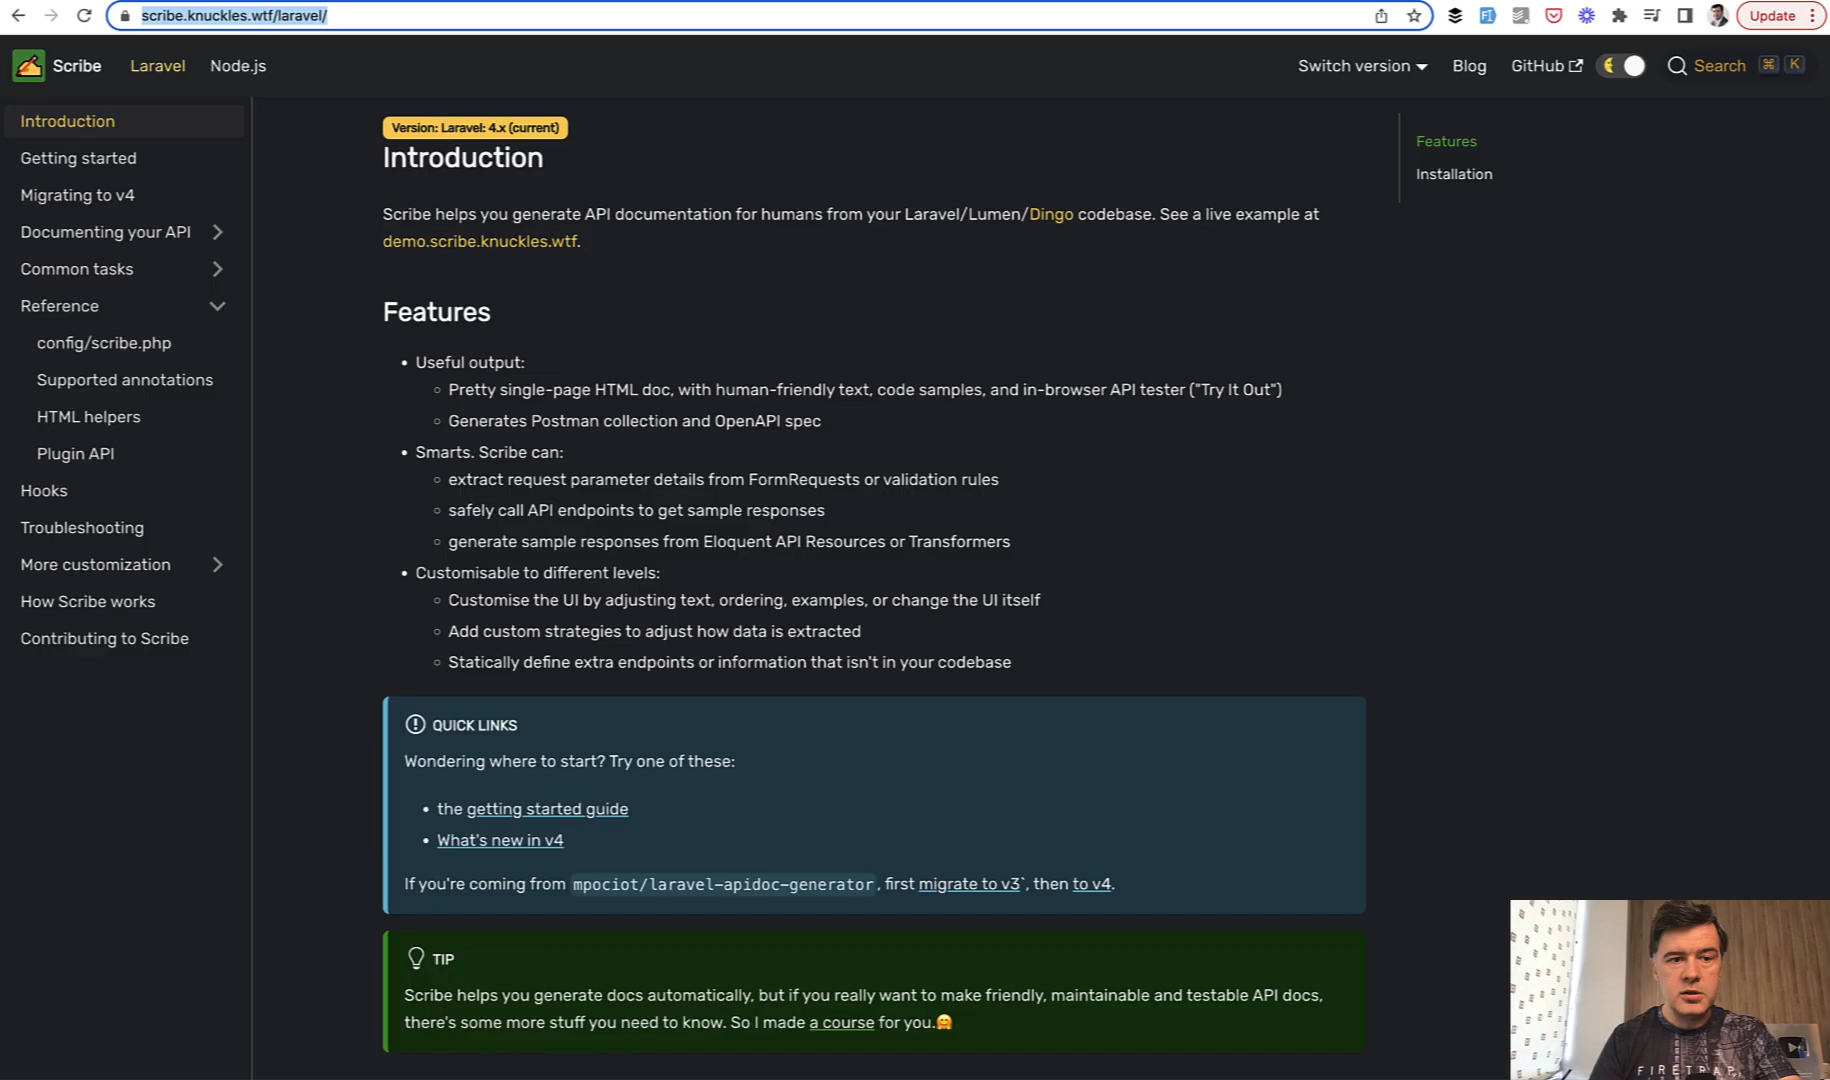 scribe.knuckles.wtf/laravel/
Update
Scribe Laravel Node.js Switch version Blog GitHub Search ⌘ K
Introduction
Getting started
Migrating to v4
Documenting your API
Common tasks
Reference
config/scribe.php
Supported annotations
HTML helpers
Plugin API
Hooks
Troubleshooting
More customization
How Scribe works
Contributing to Scribe
Version: Laravel: 4.x (current)
Introduction
Scribe helps you generate API documentation for humans from your Laravel/Lumen/Dingo codebase. See a live example at
demo.scribe.knuckles.wtf.
Features
• Useful output:
◦ Pretty single-page HTML doc, with human-friendly text, code samples, and in-browser API tester ("Try It Out")
◦ Generates Postman collection and OpenAPI spec
• Smarts. Scribe can:
◦ extract request parameter details from FormRequests or validation rules
◦ safely call API endpoints to get sample responses
◦ generate sample responses from Eloquent API Resources or Transformers
• Customisable to different levels:
◦ Customise the UI by adjusting text, ordering, examples, or change the UI itself
◦ Add custom strategies to adjust how data is extracted
◦ Statically define extra endpoints or information that isn't in your codebase
QUICK LINKS
Wondering where to start? Try one of these:
• the getting started guide
• What's new in v4
If you're coming from mpociot/laravel-apidoc-generator, first migrate to v3`, then to v4.
TIP
Scribe helps you generate docs automatically, but if you really want to make friendly, maintainable and testable API docs,
there's some more stuff you need to know. So I made a course for you.🤗
Features
Installation
FIRETRAP